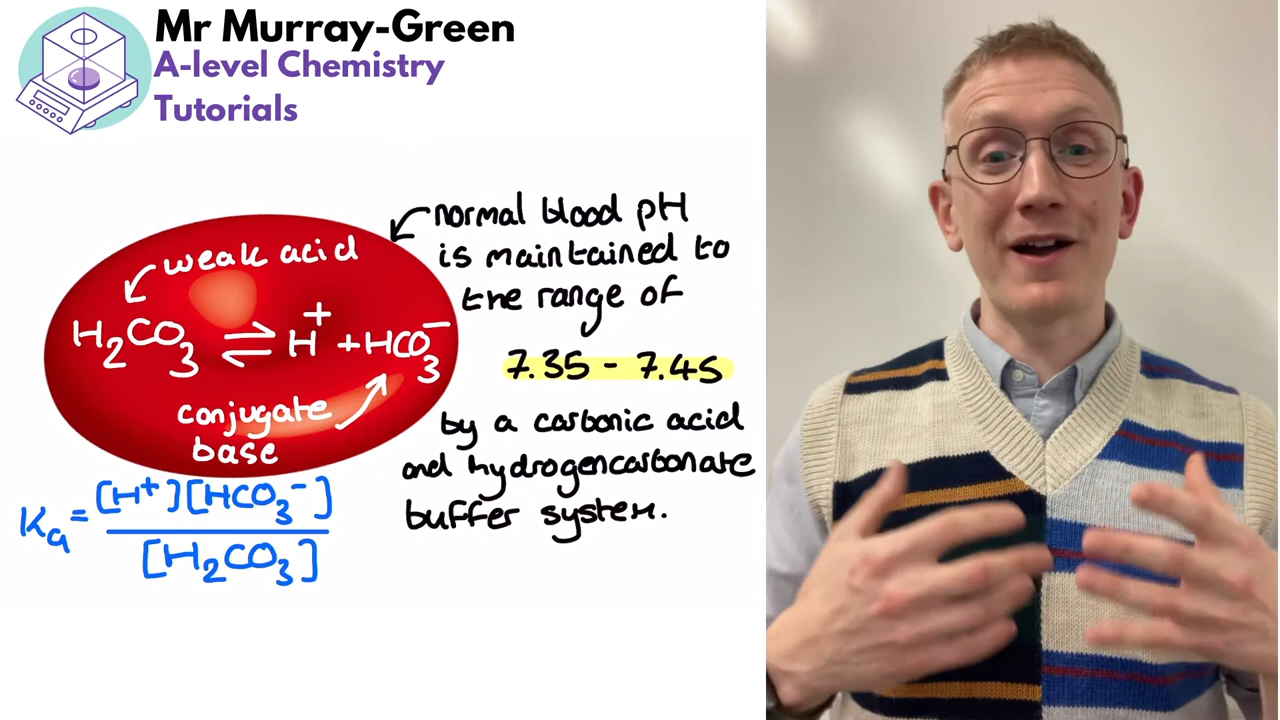 Mr Murray-Green
A-level Chemistry
Tutorials
weak acid
H₂CO₃ ⇌ H⁺ + HCO₃⁻
conjugate
base
Kₐ = [H⁺][HCO₃⁻]
[H₂CO₃]
normal blood pH
is maintained to
the range of
7.35 - 7.45
by a carbonic acid
and hydrogencarbonate
buffer system.